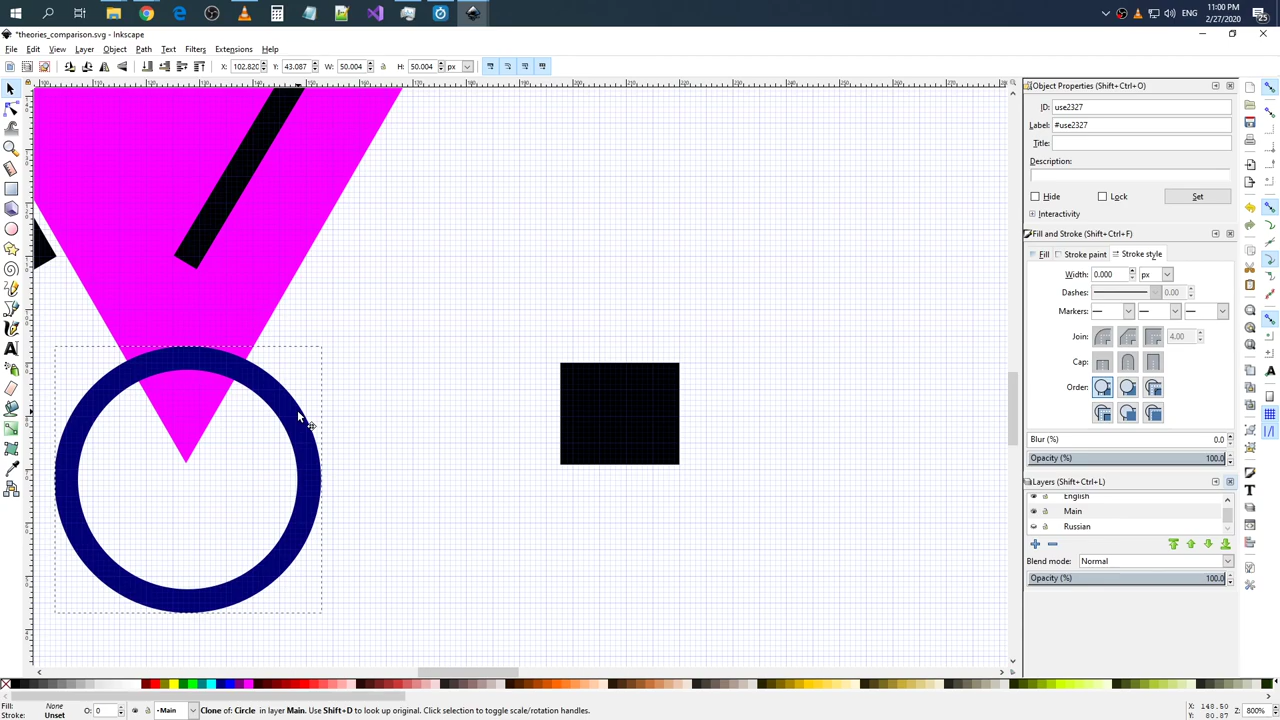 11:00 PM
ENG
2/27/2020
*theories_comparison.svg - Inkscape
File Edit View Layer Object Path Text Filters Extensions Help
X: 102.820 Y: 43.087 W: 50.004 H: 50.004 px
Object Properties (Shift+Ctrl+O)
ID: use2327
Label: #use2327
Title:
Description:
Hide Lock Set
Interactivity
Fill and Stroke (Shift+Ctrl+F)
Fill Stroke paint Stroke style
Width: 0.000 px
Dashes: 0.00
Markers:
Join: 4.00
Cap:
Order:
Blur (%) 0.0
Opacity (%) 100.0
Layers (Shift+Ctrl+L)
English
Main
Russian
Blend mode: Normal
Opacity (%) 100.0
Fill: None
Stroke: Unset
O: 0
Main
Clone of: Circle in layer Main. Use Shift+D to look up original. Click selection to toggle scale/rotation handles.
X: 148.50
Y: 80.87
Z: 800%